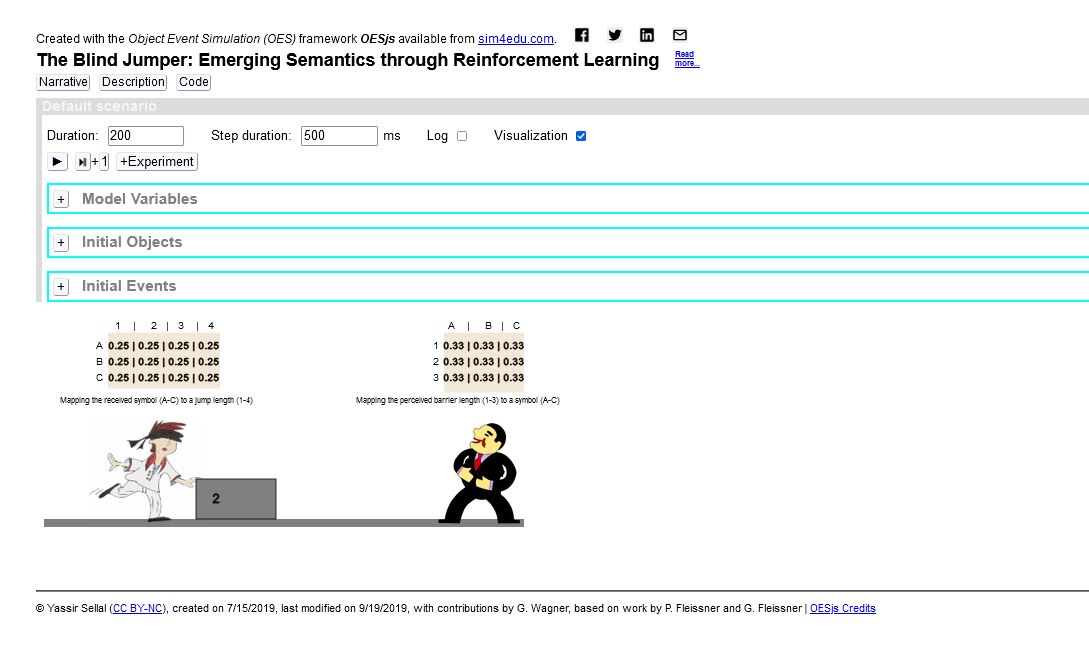 Created with the Object Event Simulation (OES) framework OESjs available from sim4edu.com.
The Blind Jumper: Emerging Semantics through Reinforcement Learning
Read more...
Narrative Description Code
Default scenario
Duration: 200 Step duration: 500 ms Log Visualization
+ 1 +Experiment
+ Model Variables
+ Initial Objects
+ Initial Events
1 | 2 | 3 | 4
A 0.25 | 0.25 | 0.25 | 0.25
B 0.25 | 0.25 | 0.25 | 0.25
C 0.25 | 0.25 | 0.25 | 0.25
Mapping the received symbol (A-C) to a jump length (1-4)
A | B | C
1 0.33 | 0.33 | 0.33
2 0.33 | 0.33 | 0.33
3 0.33 | 0.33 | 0.33
Mapping the perceived barrier length (1-3) to a symbol (A-C)
2
© Yassir Sellal (CC BY-NC), created on 7/15/2019, last modified on 9/19/2019, with contributions by G. Wagner, based on work by P. Fleissner and G. Fleissner | OESjs Credits